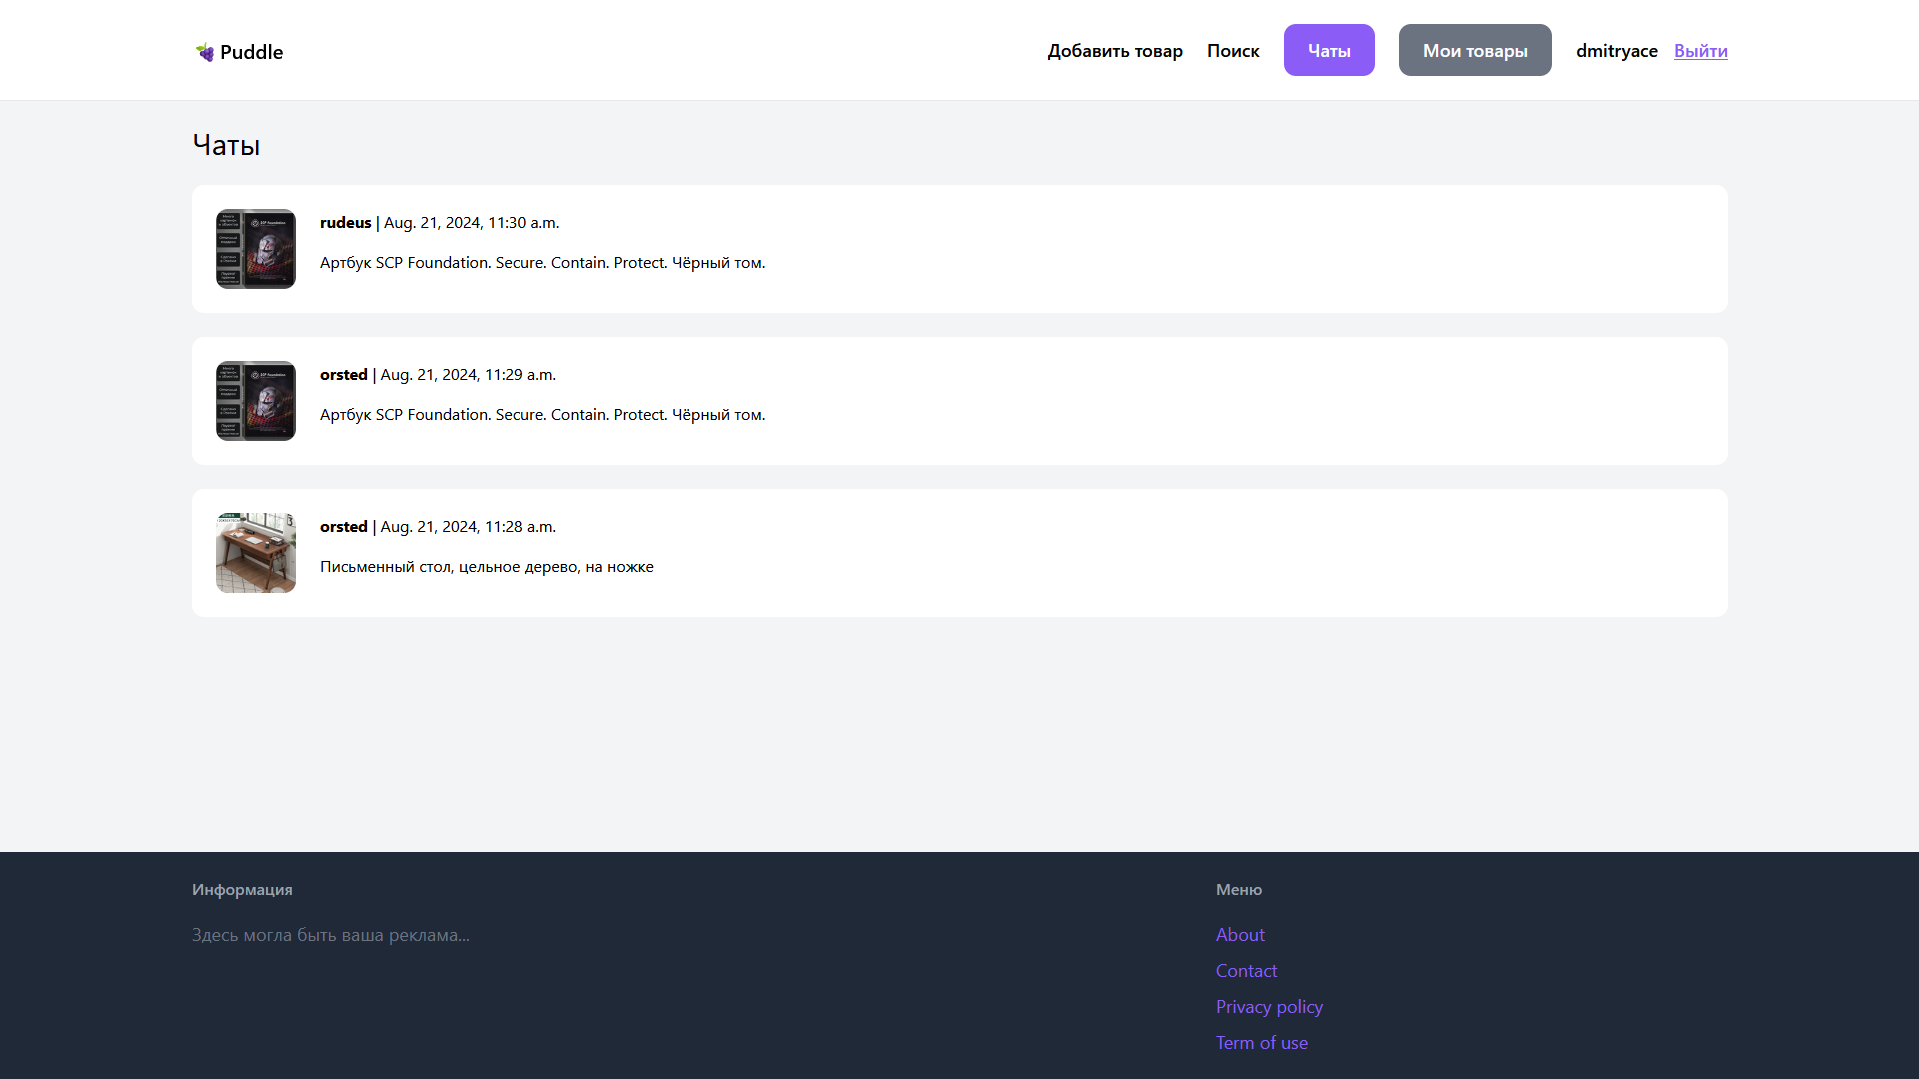 Puddle
Добавить товар
Поиск
Чаты
Мои товары
dmitryace
Выйти
Чаты
rudeus | Aug. 21, 2024, 11:30 a.m.
Артбук SCP Foundation. Secure. Contain. Protect. Чёрный том.
orsted | Aug. 21, 2024, 11:29 a.m.
Артбук SCP Foundation. Secure. Contain. Protect. Чёрный том.
orsted | Aug. 21, 2024, 11:28 a.m.
Письменный стол, цельное дерево, на ножке
Информация
Здесь могла быть ваша реклама...
Меню
About
Contact
Privacy policy
Term of use